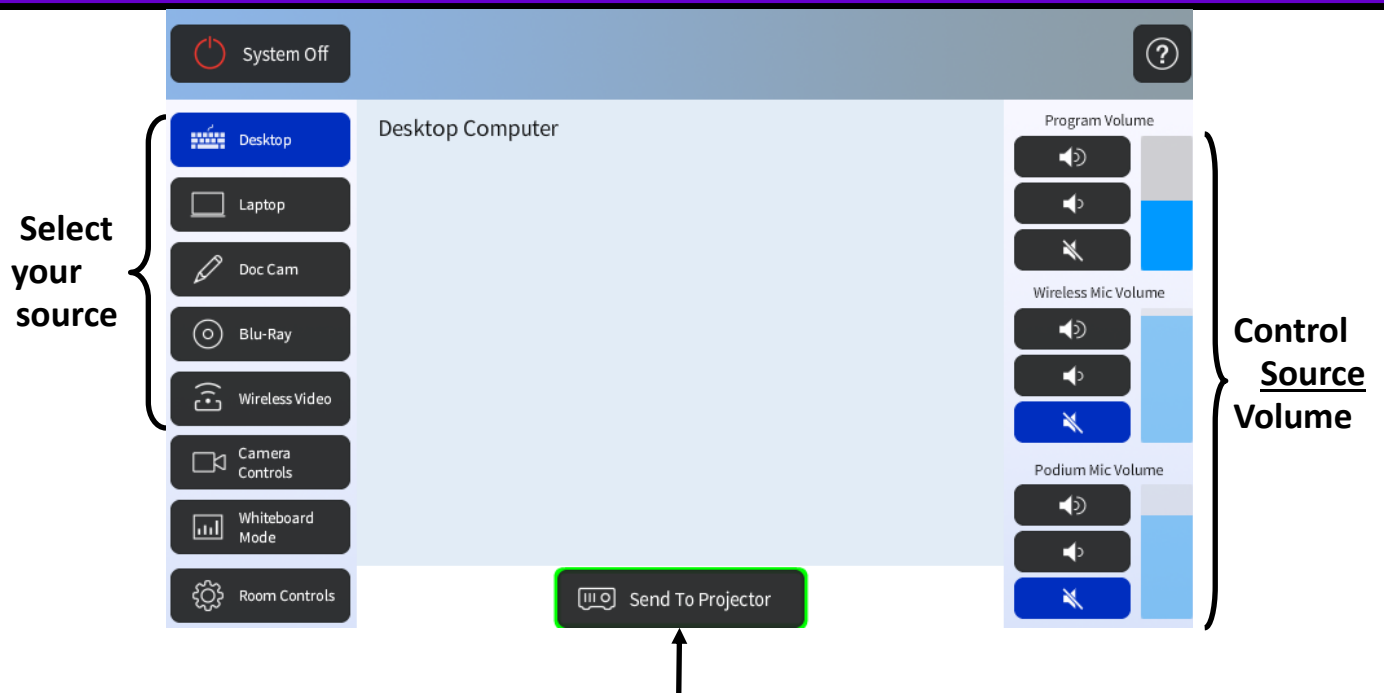 System Off
?
Select
your
source
Desktop
Laptop
Doc Cam
Blu-Ray
Wireless Video
Camera
Controls
Whiteboard
Mode
Room Controls
Desktop Computer
Send To Projector
Program Volume
Wireless Mic Volume
Podium Mic Volume
Control
Source
Volume